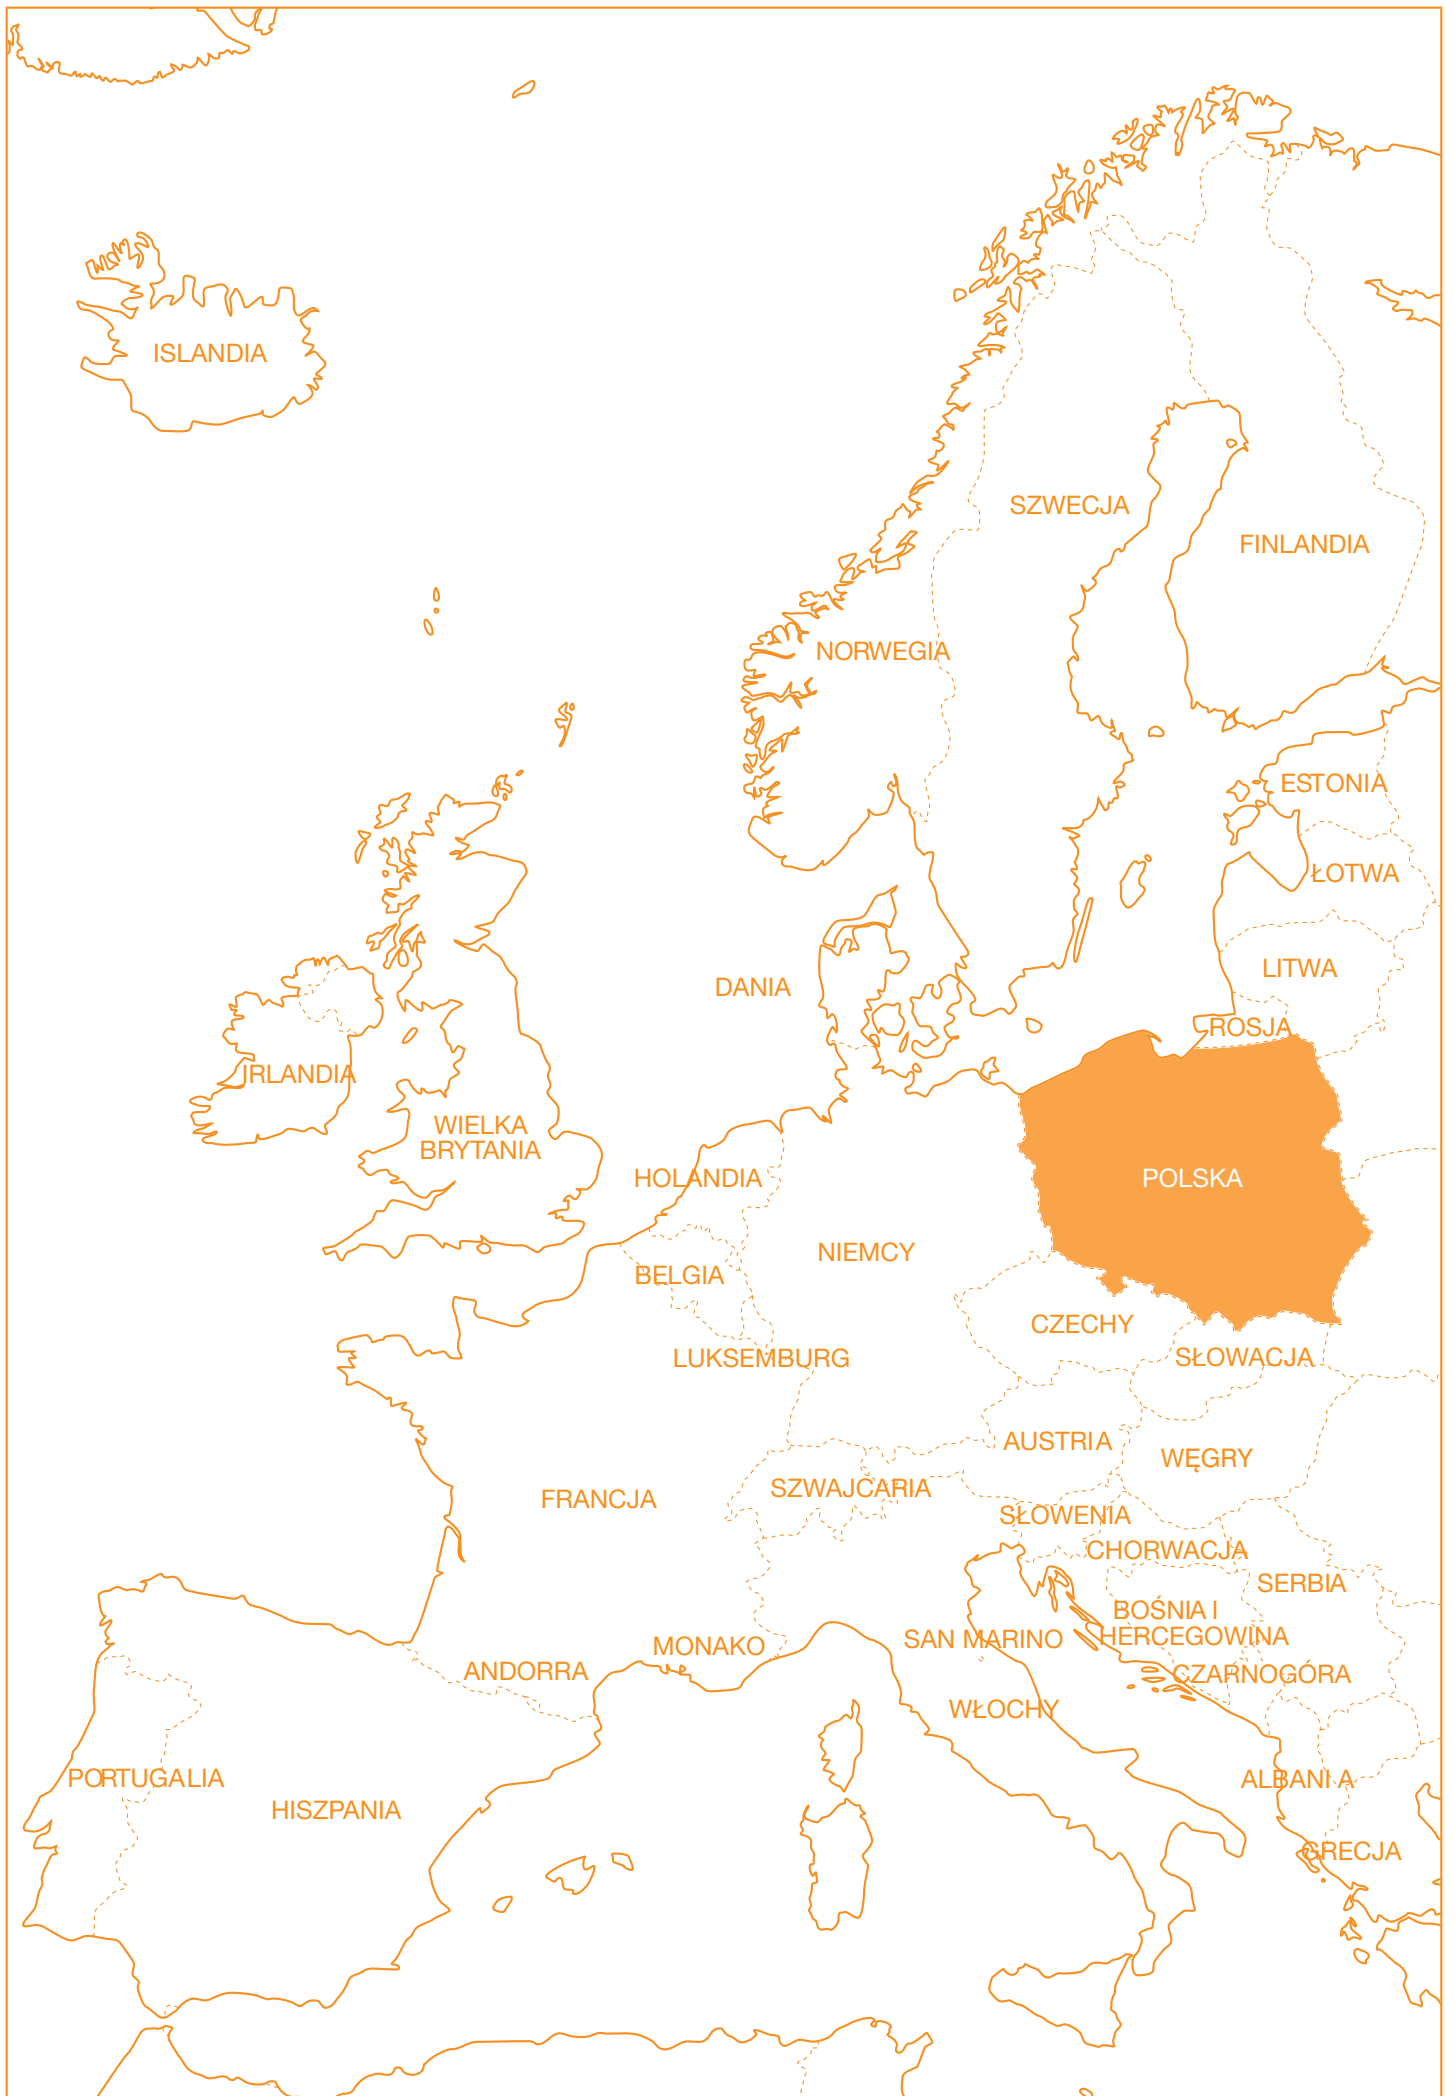 ISLANDIA
SZWECJA
FINLANDIA
NORWEGIA
ESTONIA
ŁOTWA
LITWA
DANIA
ROSJA
IRLANDIA
WIELKA
BRYTANIA
HOLANDIA
POLSKA
NIEMCY
BELGIA
CZECHY
LUKSEMBURG
SŁOWACJA
AUSTRIA
WĘGRY
SZWAJCARIA
FRANCJA
SŁOWENIA
CHORWACJA
SERBIA
BOŚNIA I
HERCEGOWINA
SAN MARINO
MONAKO
ANDORRA
CZARNOGÓRA
WŁOCHY
PORTUGALIA
ALBANIA
HISZPANIA
GRECJA